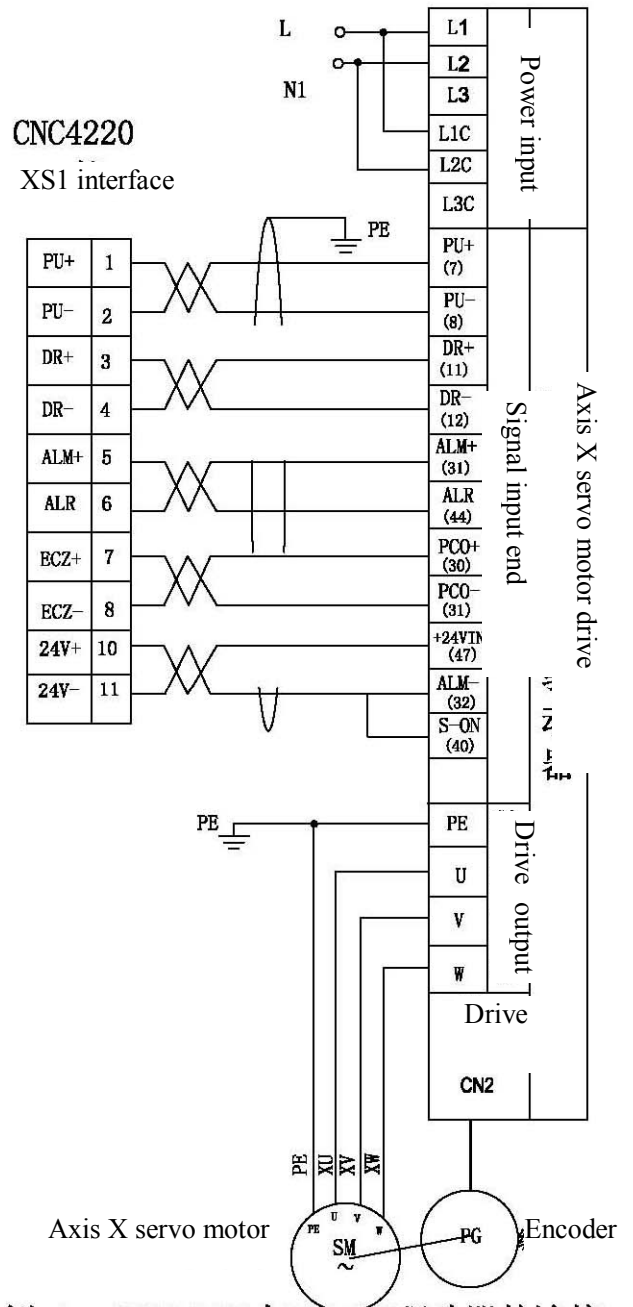 L
N1
L1
L2
L3
L1C
L2C
L3C
Power input
CNC4220
XS1 interface
PE
PU+ 1
PU- 2
DR+ 3
DR- 4
ALM+ 5
ALR 6
ECZ+ 7
ECZ- 8
24V+ 10
24V- 11
PU+
(7)
PU-
(8)
DR+
(11)
DR-
(12)
ALM+
(31)
ALR
(44)
PCO+
(30)
PCO-
(31)
+24VIN
(47)
ALM-
(32)
S-ON
(40)
Signal input end
Axis X servo motor drive
PE
PE
U
V
W
Drive output
Drive
CN2
PE
XU
XV
XW
Axis X servo motor
PE
U
V
W
SM
~
PG
Encoder